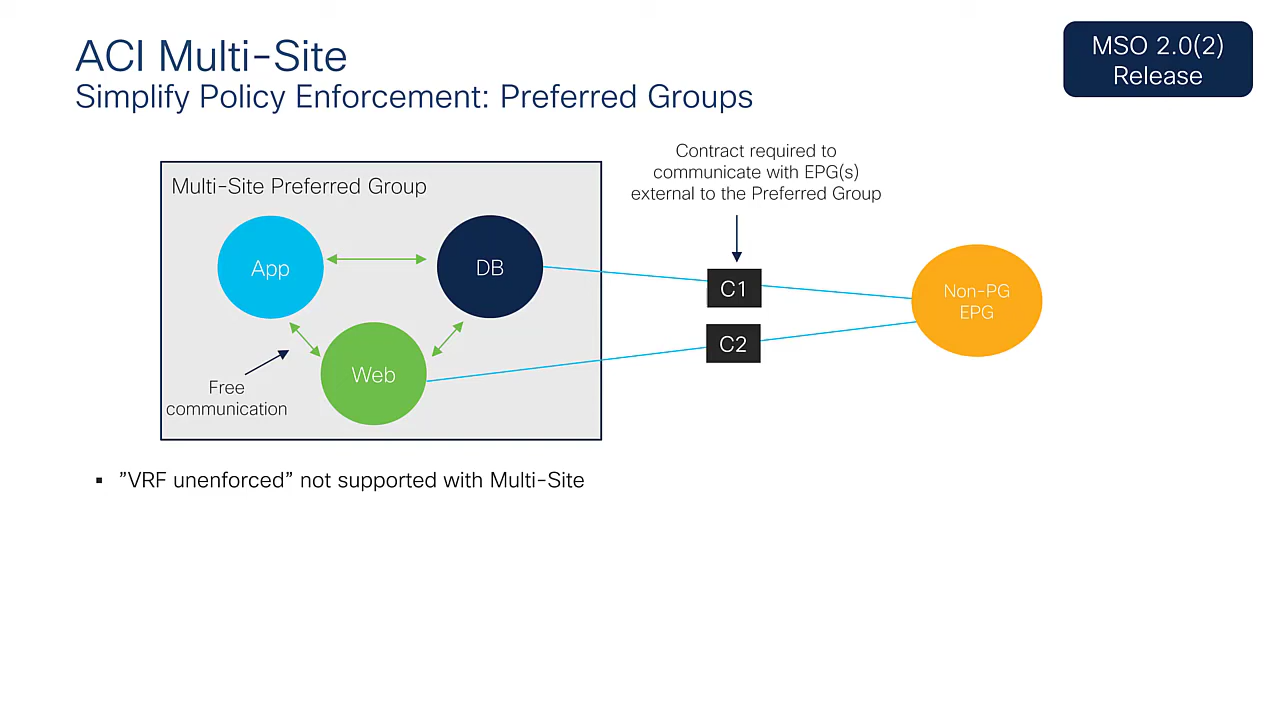 ACI Multi-Site
Simplify Policy Enforcement: Preferred Groups
MSO 2.0(2)
Release
Contract required to
communicate with EPG(s)
external to the Preferred Group
Multi-Site Preferred Group
App
DB
Web
Free
communication
C1
C2
Non-PG
EPG
▪ ”VRF unenforced” not supported with Multi-Site